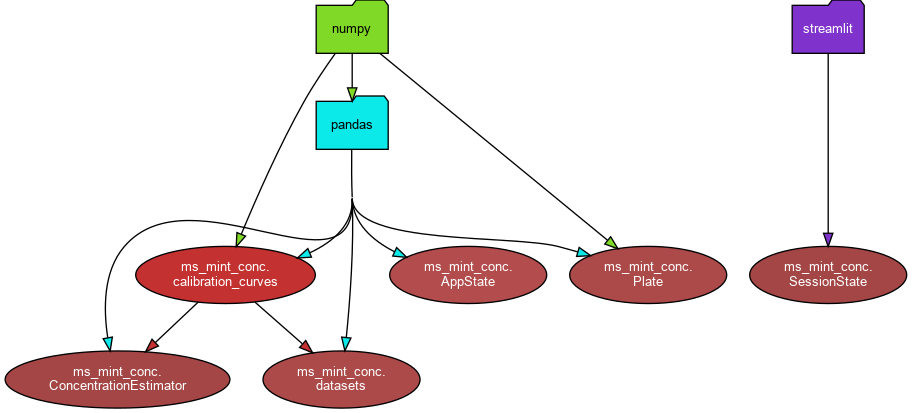 numpy
streamlit
pandas
ms_mint_conc.
calibration_curves
ms_mint_conc.
AppState
ms_mint_conc.
Plate
ms_mint_conc.
SessionState
ms_mint_conc.
ConcentrationEstimator
ms_mint_conc.
datasets